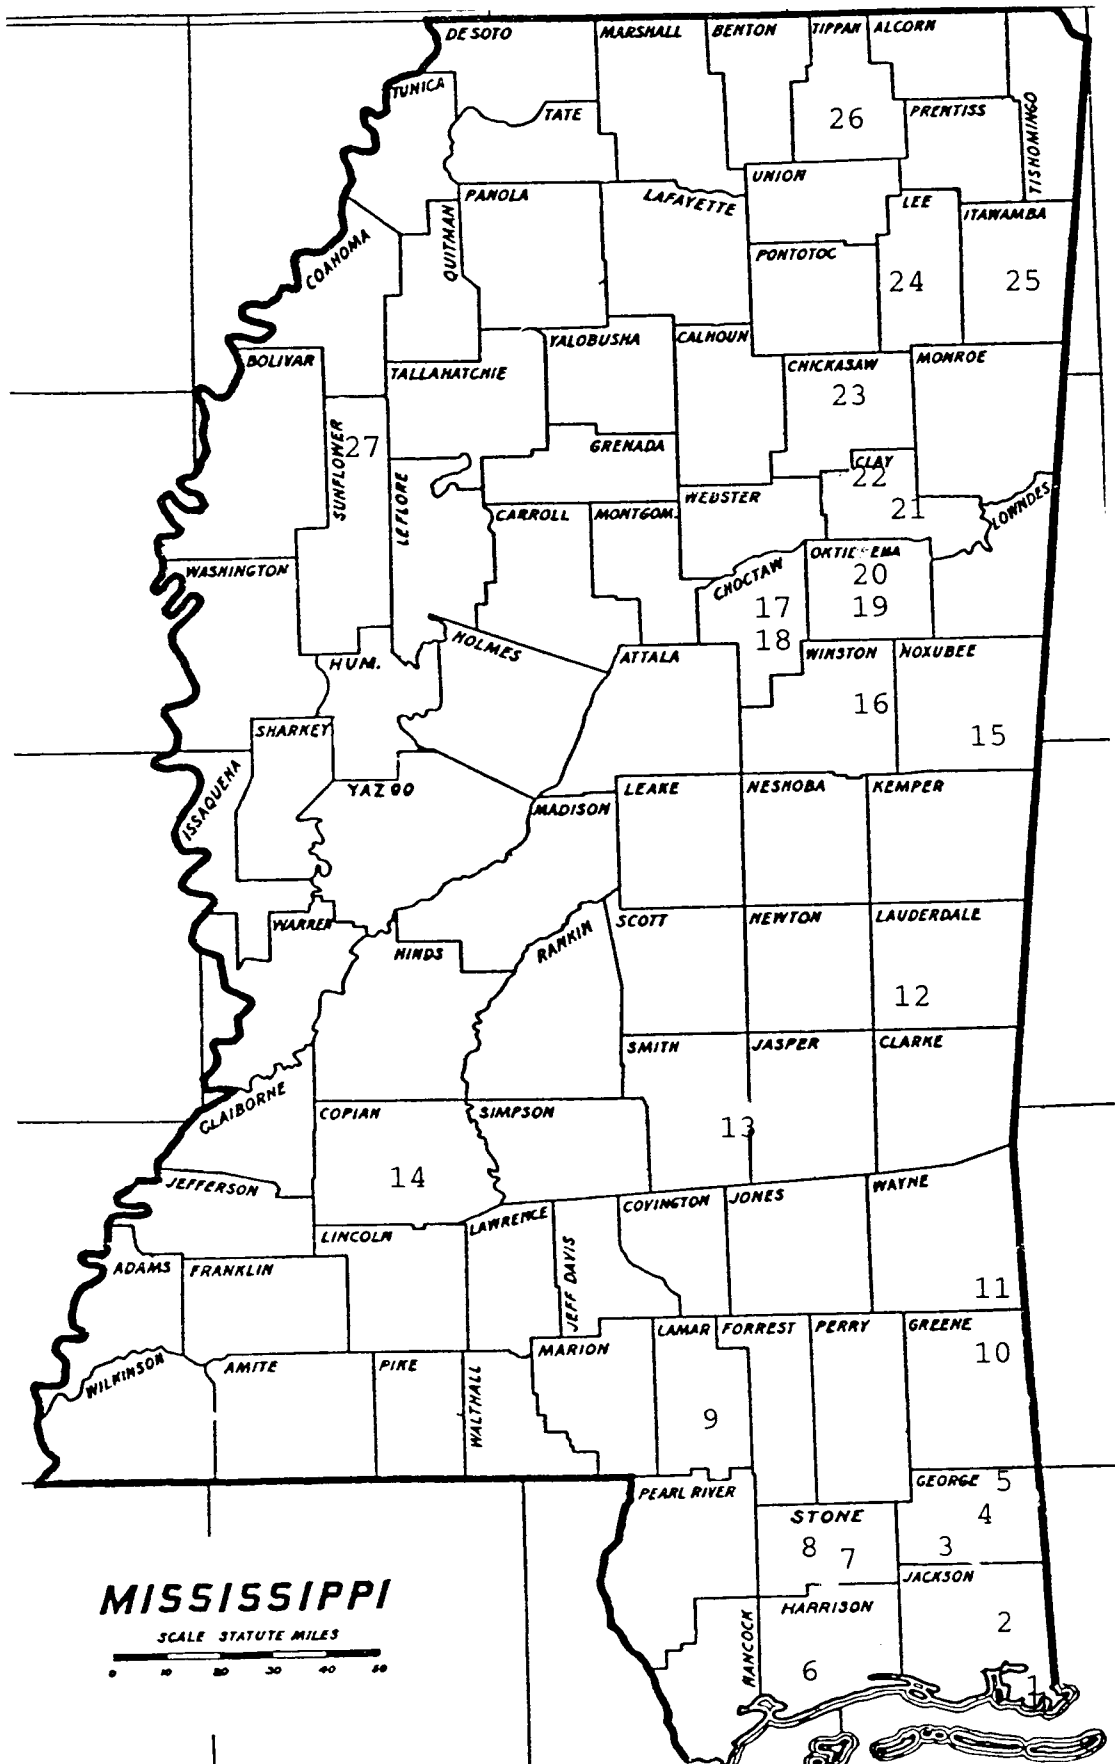 DE SOTO
MARSHALL
BENTON
TIPPAH
ALCORN
TUNICA
TATE
26
PRENTISS
TISHOMINGO
UNION
PANOLA
LAFAYETTE
LEE
ITAWAMBA
QUITMAN
COAHOMA
PONTOTOC
24
25
BOLIVAR
YALOBUSHA
CALHOUN
TALLAHATCHIE
CHICKASAW
MONROE
23
SUNFLOWER
27
GRENADA
CLAY
22
LEFLORE
WEBSTER
LOWNDES
CARROLL
MONTGOM.
21
WASHINGTON
CHOCTAW
20
17
19
HOLMES
18
HUM.
ATTALA
WINSTON
NOXUBEE
16
SHARKEY
15
ISSAQUENA
YAZOO
MADISON
LEAKE
NESHOBA
KEMPER
WARREN
HINDS
RANKIN
SCOTT
NEWTON
LAUDERDALE
12
SMITH
JASPER
CLARKE
CLAIBORNE
COPIAH
SIMPSON
13
14
JEFFERSON
LAWRENCE
COVINGTON
JONES
WAYNE
LINCOLN
ADAMS
FRANKLIN
JEFF DAVIS
11
LAMAR
FORREST
PERRY
GREENE
MARION
10
WILKINSON
AMITE
PIKE
WALTHALL
9
PEARL RIVER
GEORGE
5
STONE
4
8
7
3
JACKSON
HANCOCK
HARRISON
2
6
1
MISSISSIPPI
SCALE STATUTE MILES
0 10 20 30 40 50